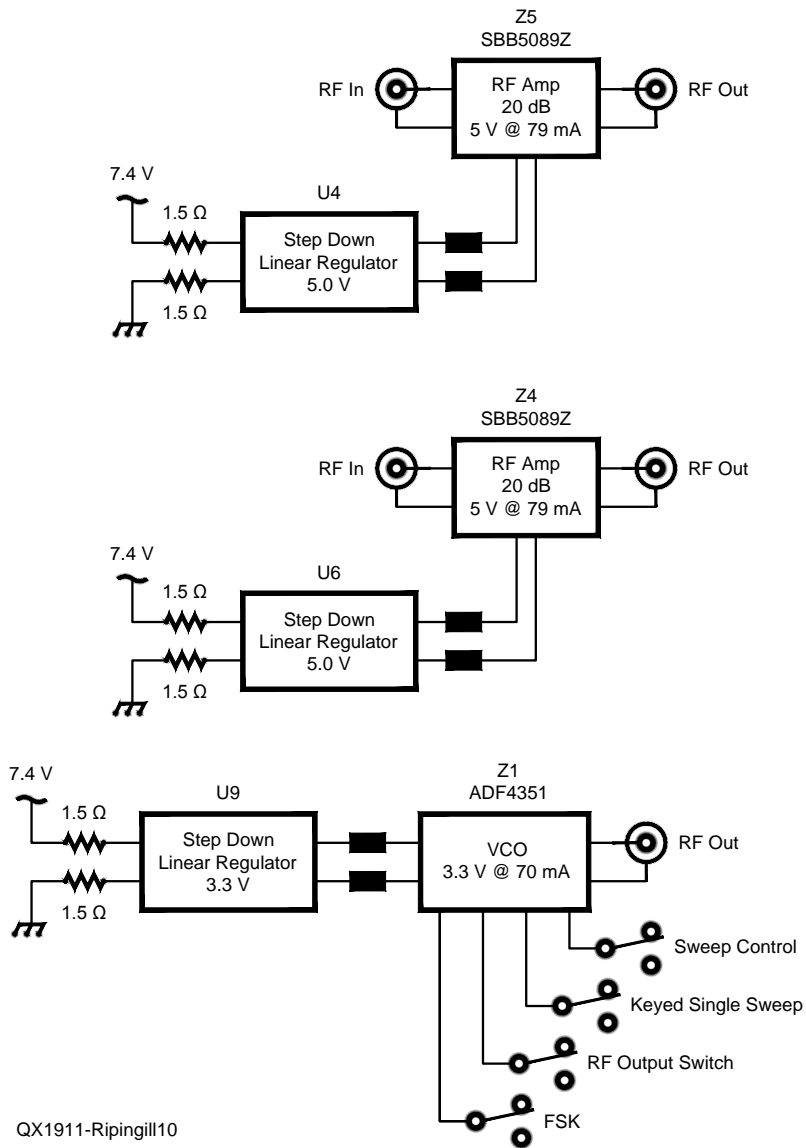 Z5
SBB5089Z
RF In
RF Amp
20 dB
5 V @ 79 mA
RF Out
7.4 V
1.5 Ω
U4
Step Down
Linear Regulator
5.0 V
1.5 Ω
Z4
SBB5089Z
RF In
RF Amp
20 dB
5 V @ 79 mA
RF Out
7.4 V
1.5 Ω
U6
Step Down
Linear Regulator
5.0 V
1.5 Ω
7.4 V
1.5 Ω
U9
Step Down
Linear Regulator
3.3 V
1.5 Ω
Z1
ADF4351
VCO
3.3 V @ 70 mA
RF Out
Sweep Control
Keyed Single Sweep
RF Output Switch
FSK
QX1911-Ripingill10